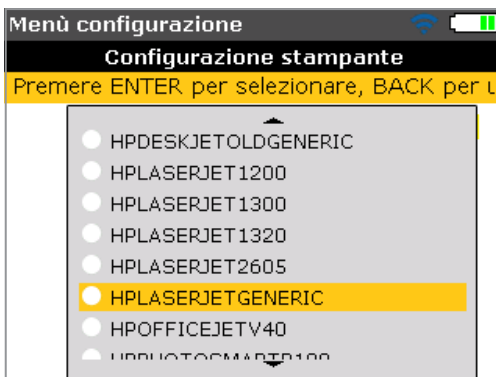 Menù configurazione
Configurazione stampante
Premere ENTER per selezionare, BACK per
HPDESKJETOLDGENERIC
HPLASERJET1200
HPLASERJET1300
HPLASERJET1320
HPLASERJET2605
HPLASERJETGENERIC
HPOFFICEJETV40